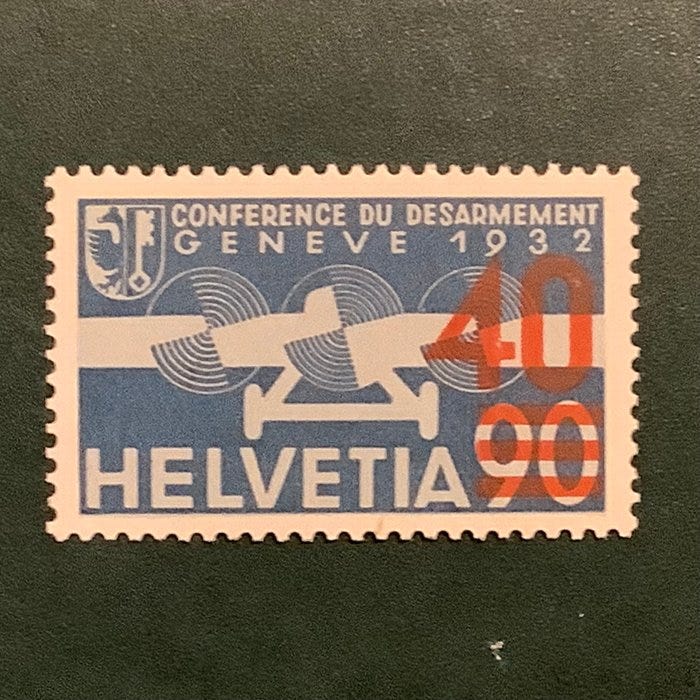 CONFERENCE DU DESARMEMENT
GENEVE 1932
40
HELVETIA 90